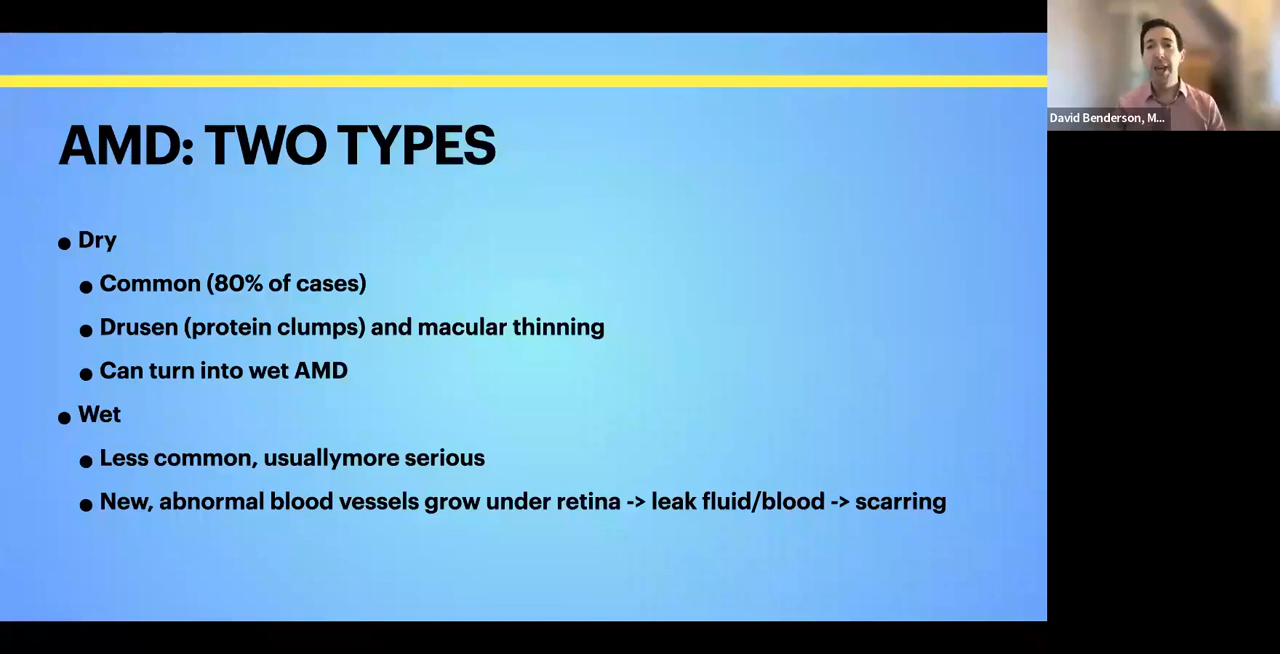 AMD: TWO TYPES
• Dry
• Common (80% of cases)
• Drusen (protein clumps) and macular thinning
• Can turn into wet AMD
• Wet
• Less common, usuallymore serious
• New, abnormal blood vessels grow under retina -> leak fluid/blood -> scarring
David Benderson, M...